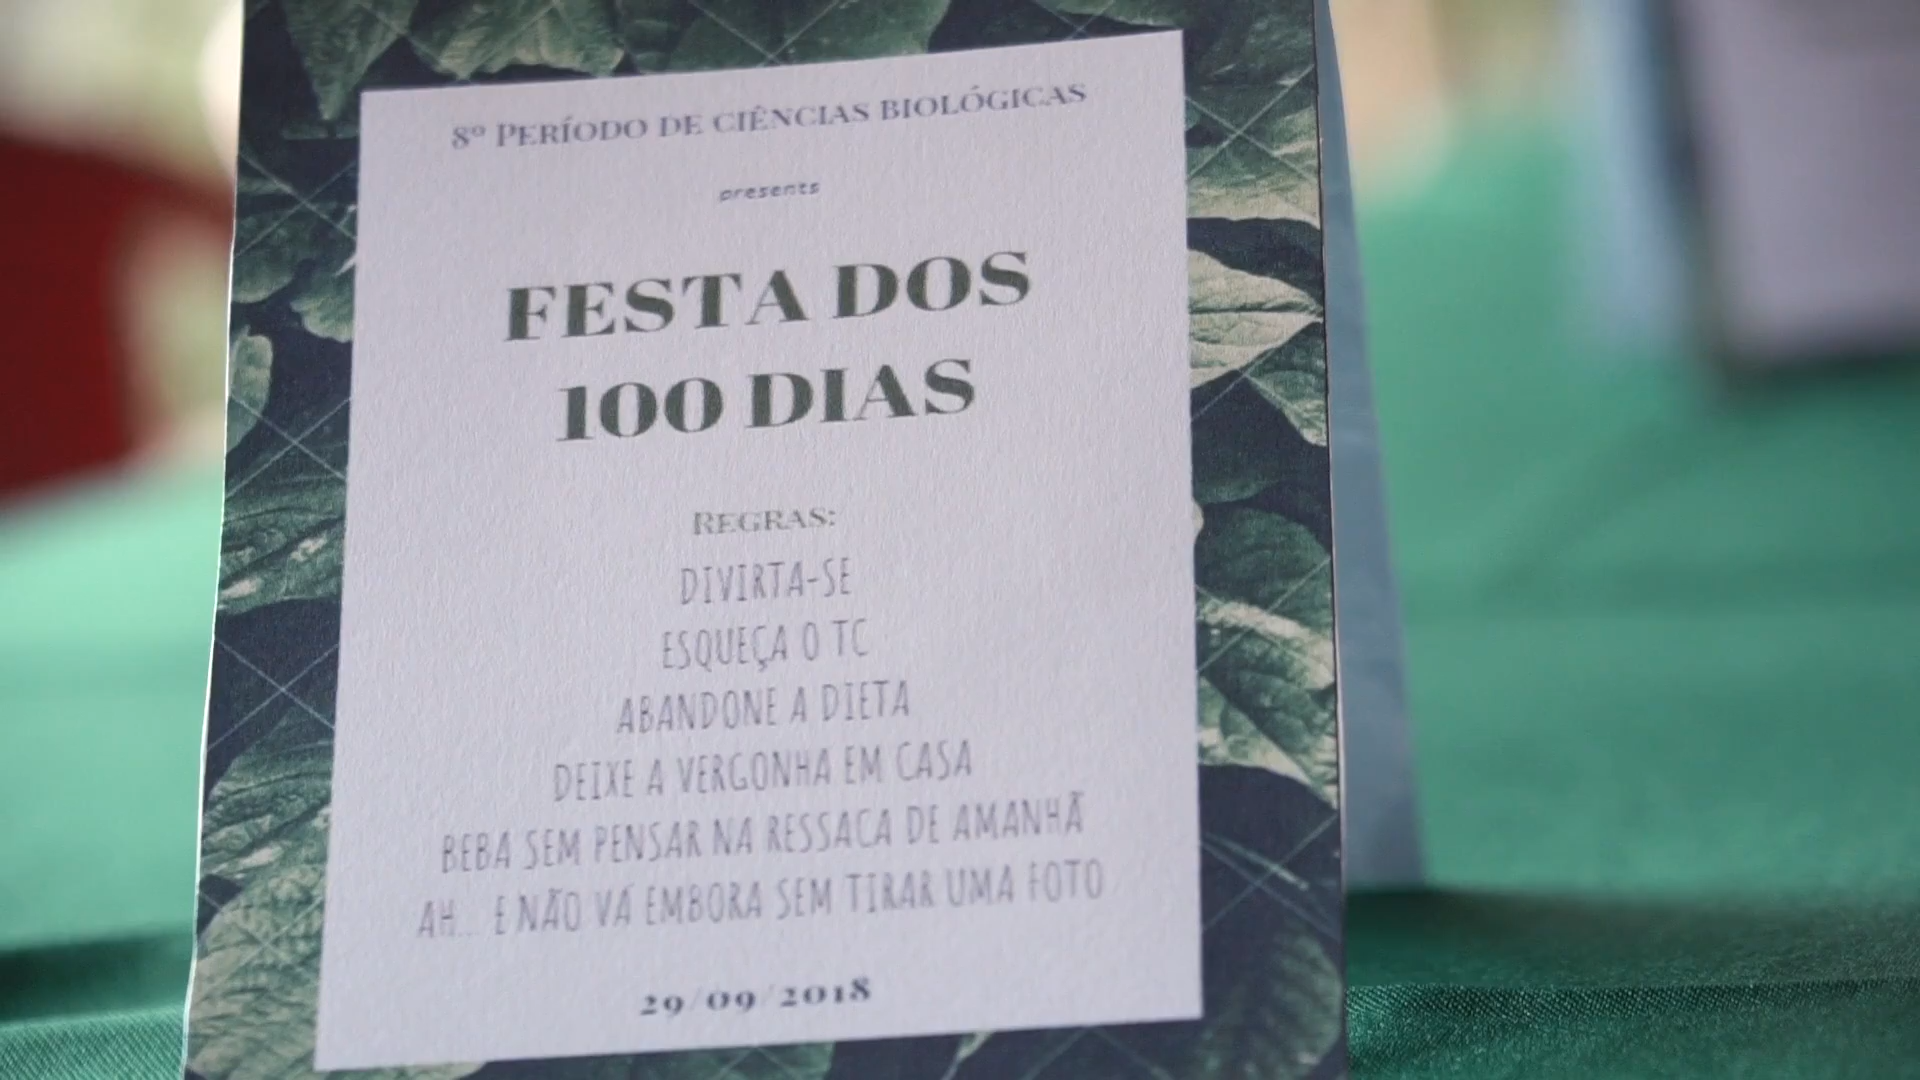 8º PERÍODO DE CIÊNCIAS BIOLÓGICAS
presents
FESTA DOS
100 DIAS
REGRAS:
DIVIRTA-SE
ESQUEÇA O TC
ABANDONE A DIETA
DEIXE A VERGONHA EM CASA
BEBA SEM PENSAR NA RESSACA DE AMANHÃ
AH... E NÃO VÁ EMBORA SEM TIRAR UMA FOTO
29/09/2018